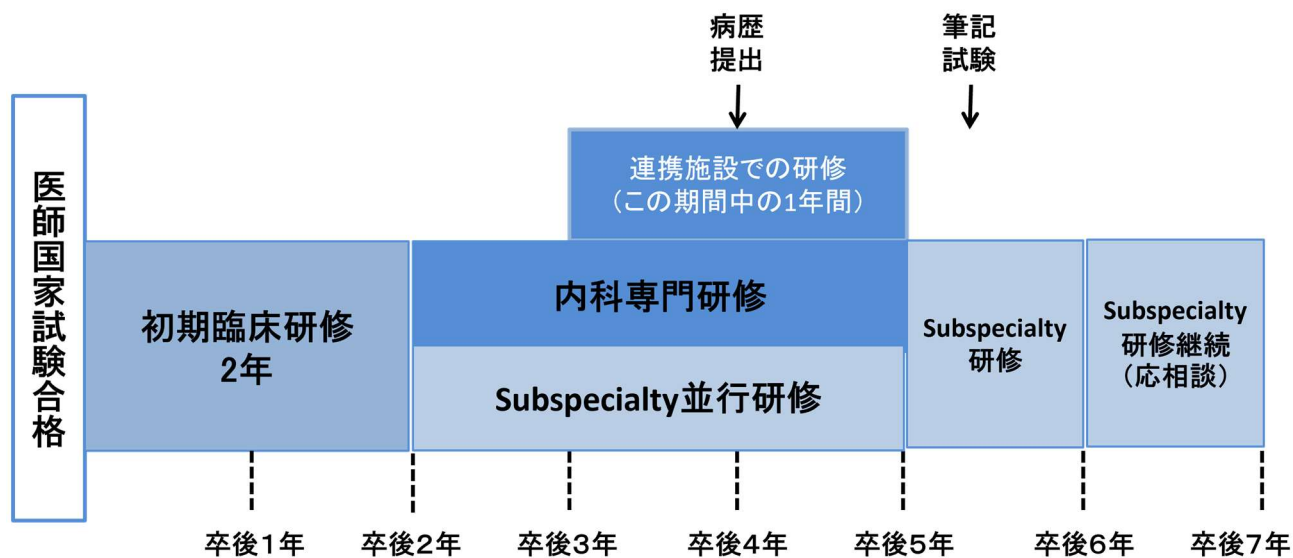 病歴
提出
筆記
試験
医師国家試験合格
連携施設での研修
（この期間中の1年間）
初期臨床研修
2年
内科専門研修
Subspecialty並行研修
Subspecialty
研修
Subspecialty
研修継続
（応相談）
卒後1年
卒後2年
卒後3年
卒後4年
卒後5年
卒後6年
卒後7年